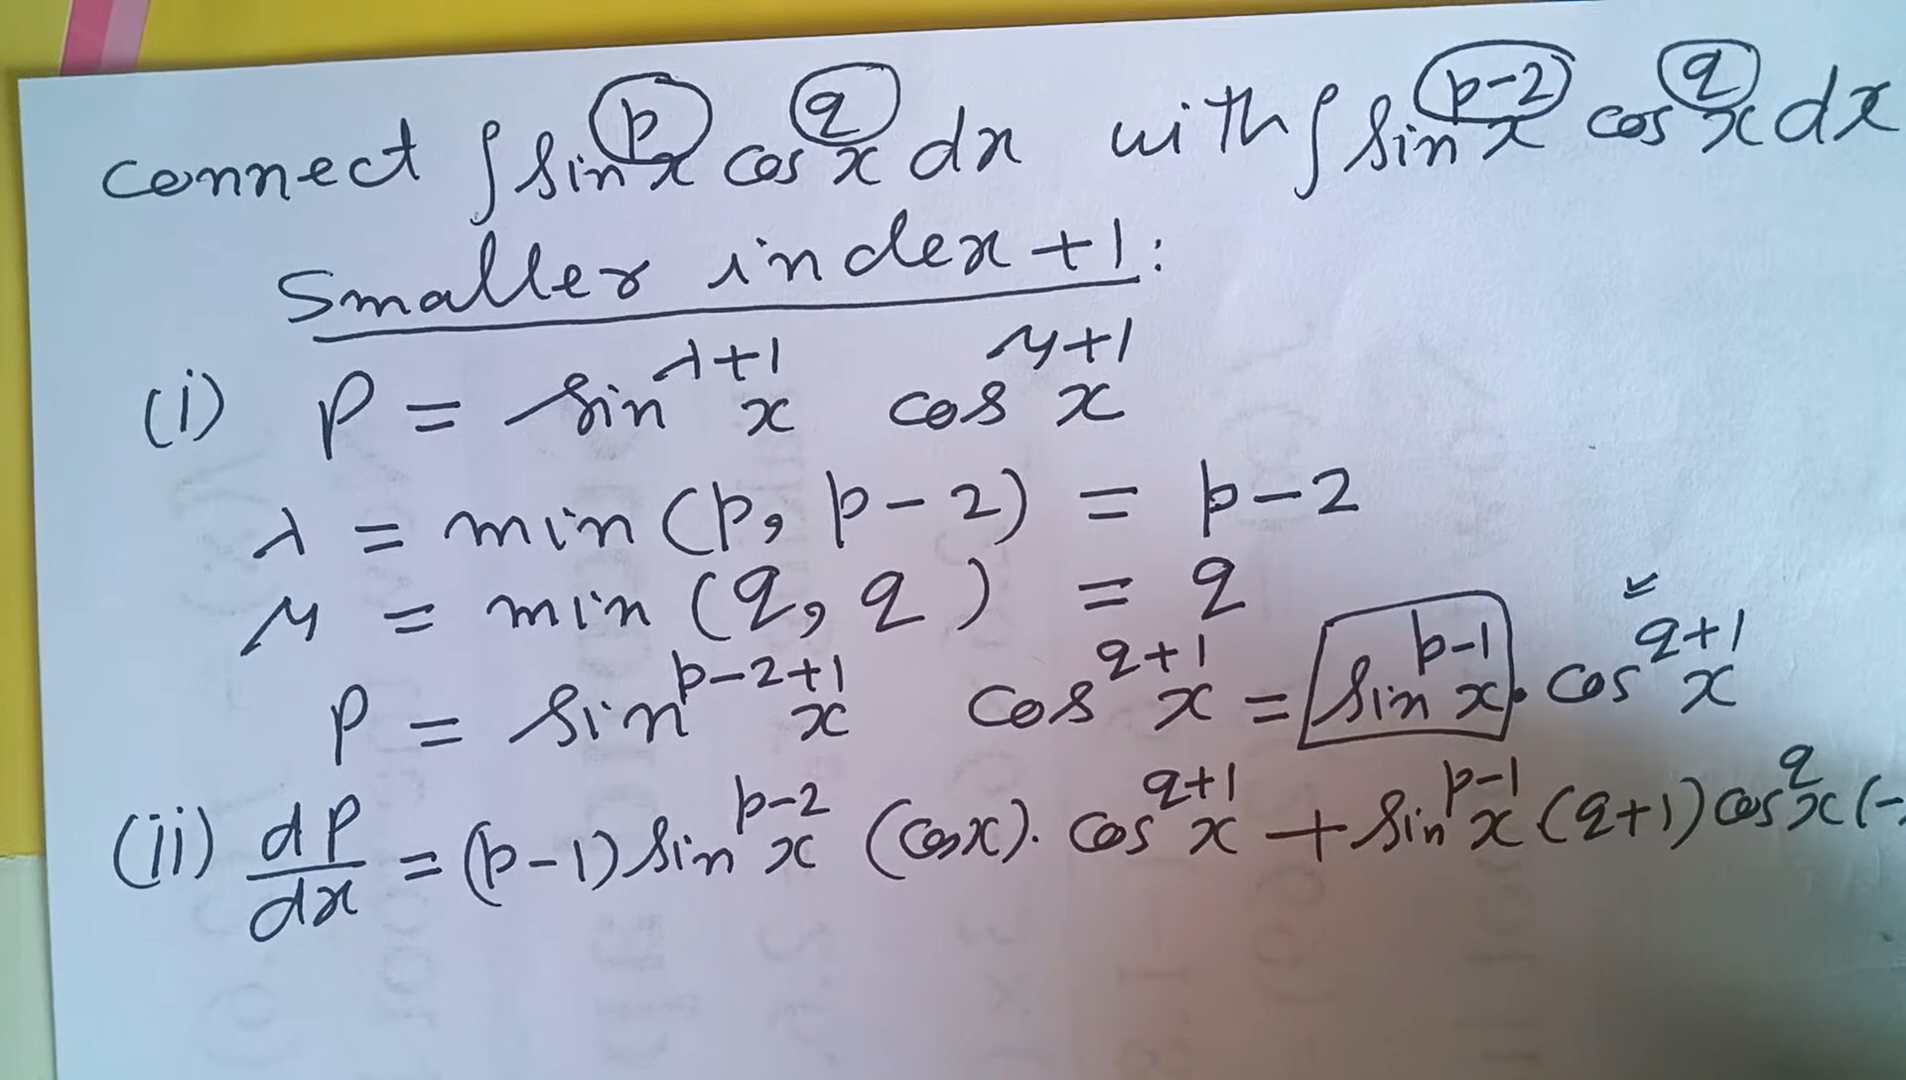 connect ∫ sin^p x cos^q x dx with ∫ sin^(p-2) x cos^q x dx
Smaller index + 1 :
(i) P = sin^(λ+1) x cos^(μ+1) x
λ = min (p, p-2) = p-2
μ = min (q, q) = q
P = sin^(p-2+1) x cos^(q+1) x = sin^(p-1) x . cos^(q+1) x
(ii) dP/dx = (p-1) sin^(p-2) x (cosx). cos^(q+1) x + sin^(p-1) x (q+1) cos^q x (-